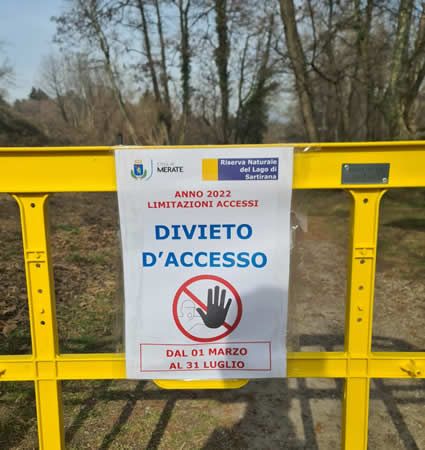 Città di
MERATE
Riserva Naturale
del Lago di
Sartirana
ANNO 2022
LIMITAZIONI ACCESSI
DIVIETO
D'ACCESSO
DAL 01 MARZO
AL 31 LUGLIO